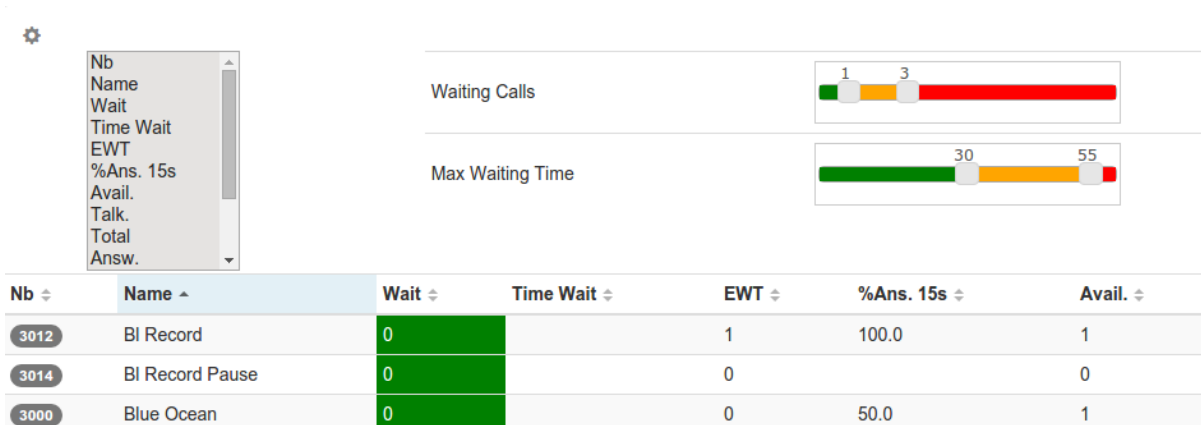 Nb
Name
Wait
Time Wait
EWT
%Ans. 15s
Avail.
Talk.
Total
Answ.
Waiting Calls
1 3
Max Waiting Time
30 55
Nb Name Wait Time Wait EWT %Ans. 15s Avail.
3012 BI Record 0 1 100.0 1
3014 BI Record Pause 0 0 0
3000 Blue Ocean 0 0 50.0 1